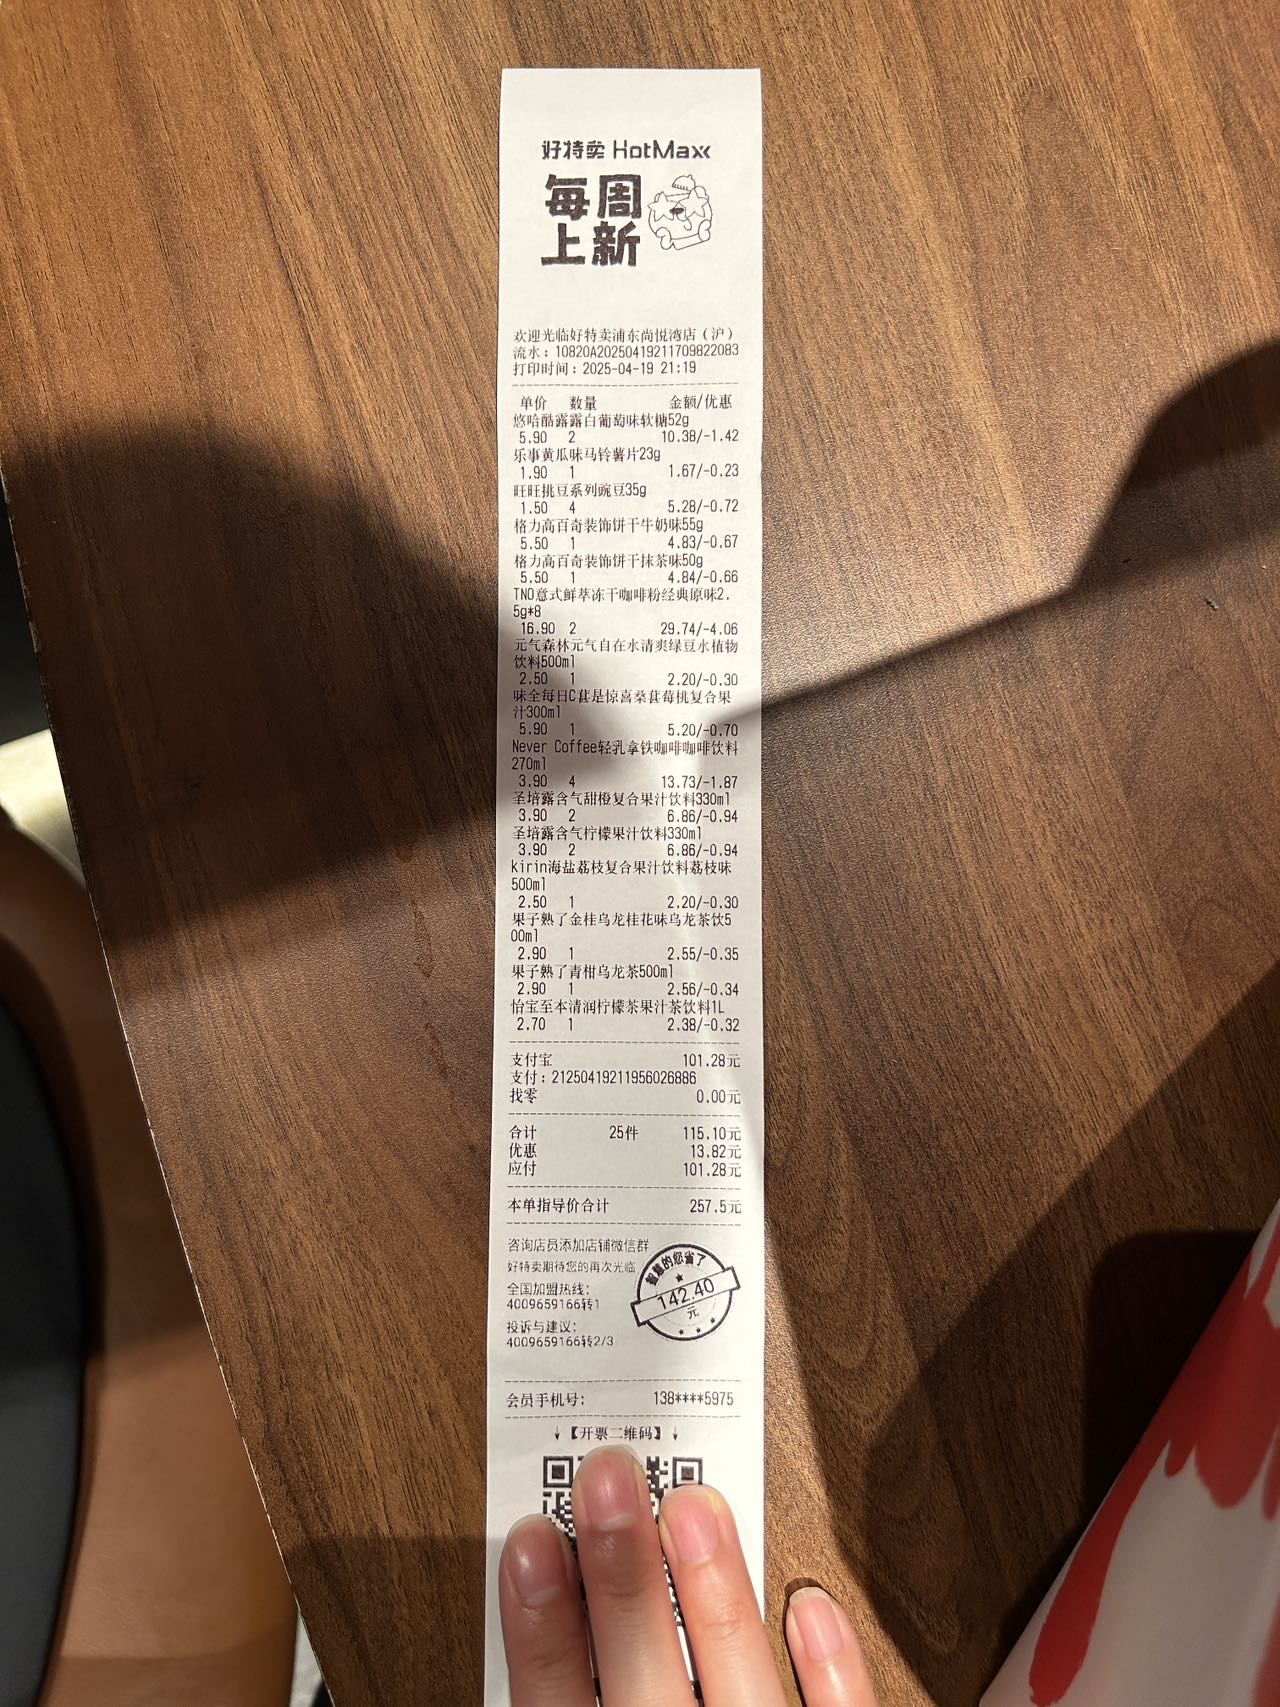 好特卖 HotMaxx
每周
上新
欢迎光临好特卖浦东尚悦湾店（沪）
流水：10820A20250419211709822083
打印时间：2025-04-19 21:19
单价 数量 金额/优惠
悠哈酷露露白葡萄味软糖52g
5.90 2 10.38/-1.42
乐事黄瓜味马铃薯片23g
1.90 1 1.67/-0.23
旺旺挑豆系列豌豆35g
1.50 4 5.28/-0.72
格力高百奇装饰饼干牛奶味55g
5.50 1 4.83/-0.67
格力高百奇装饰饼干抹茶味50g
5.50 1 4.84/-0.66
TNO意式鲜萃冻干咖啡粉经典原味2.
5g*8
16.90 2 29.74/-4.06
元气森林元气自在水清爽绿豆水植物
饮料500ml
2.50 1 2.20/-0.30
味全每日C葚是惊喜桑葚莓桃复合果
汁300ml
5.90 1 5.20/-0.70
Never Coffee轻乳拿铁咖啡咖啡饮料
270ml
3.90 4 13.73/-1.87
圣培露含气甜橙复合果汁饮料330ml
3.90 2 6.86/-0.94
圣培露含气柠檬果汁饮料330ml
3.90 2 6.86/-0.94
kirin海盐荔枝复合果汁饮料荔枝味
500ml
2.50 1 2.20/-0.30
果子熟了金桂乌龙桂花味乌龙茶饮5
00ml
2.90 1 2.55/-0.35
果子熟了青柑乌龙茶500ml
2.90 1 2.56/-0.34
怡宝至本清润柠檬茶果汁茶饮料1L
2.70 1 2.38/-0.32
支付宝 101.28元
支付：21250419211956026886
找零 0.00元
合计 25件 115.10元
优惠 13.82元
应付 101.28元
本单指导价合计 257.5元
咨询店员添加店铺微信群
好特卖期待您的再次光临
全国加盟热线：
4009659166转1
投诉与建议：
4009659166转2/3
智慧的您省了
142.40
元
会员手机号： 138****5975
↓【开票二维码】↓